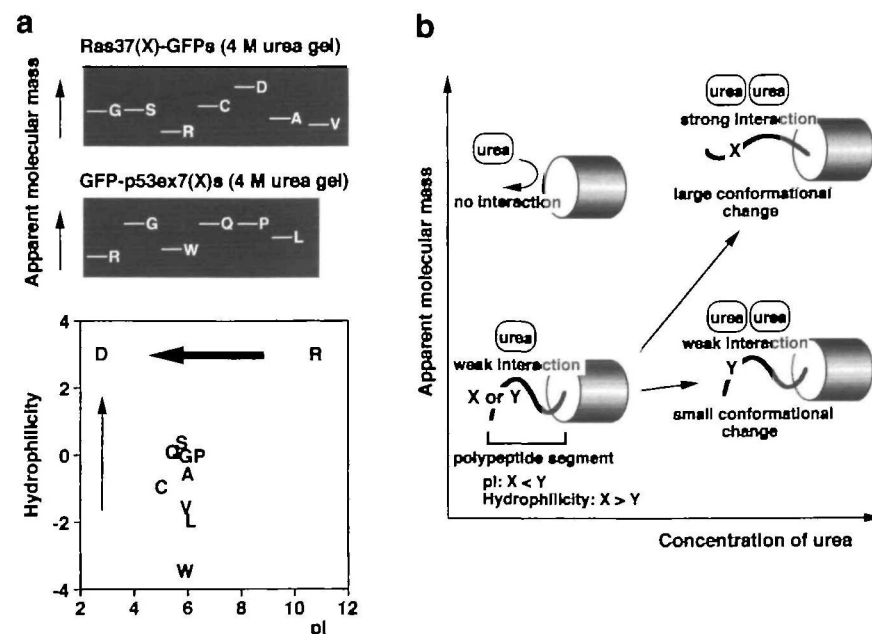 a
Ras37(X)-GFPs (4 M urea gel)
Apparent molecular mass
G S R C D A V
GFP-p53ex7(X)s (4 M urea gel)
R G W Q P L
4
2
0
-2
-4
Hydrophilicity
D R
S
Q G P
A
C
V
L
W
2 4 6 8 10 12
pI
b
Apparent molecular mass
urea
no interaction
urea urea
strong interaction
X
large conformational
change
urea
weak interaction
X or Y
polypeptide segment
pI: X < Y
Hydrophilicity: X > Y
urea urea
weak interaction
Y
small conformational
change
Concentration of urea